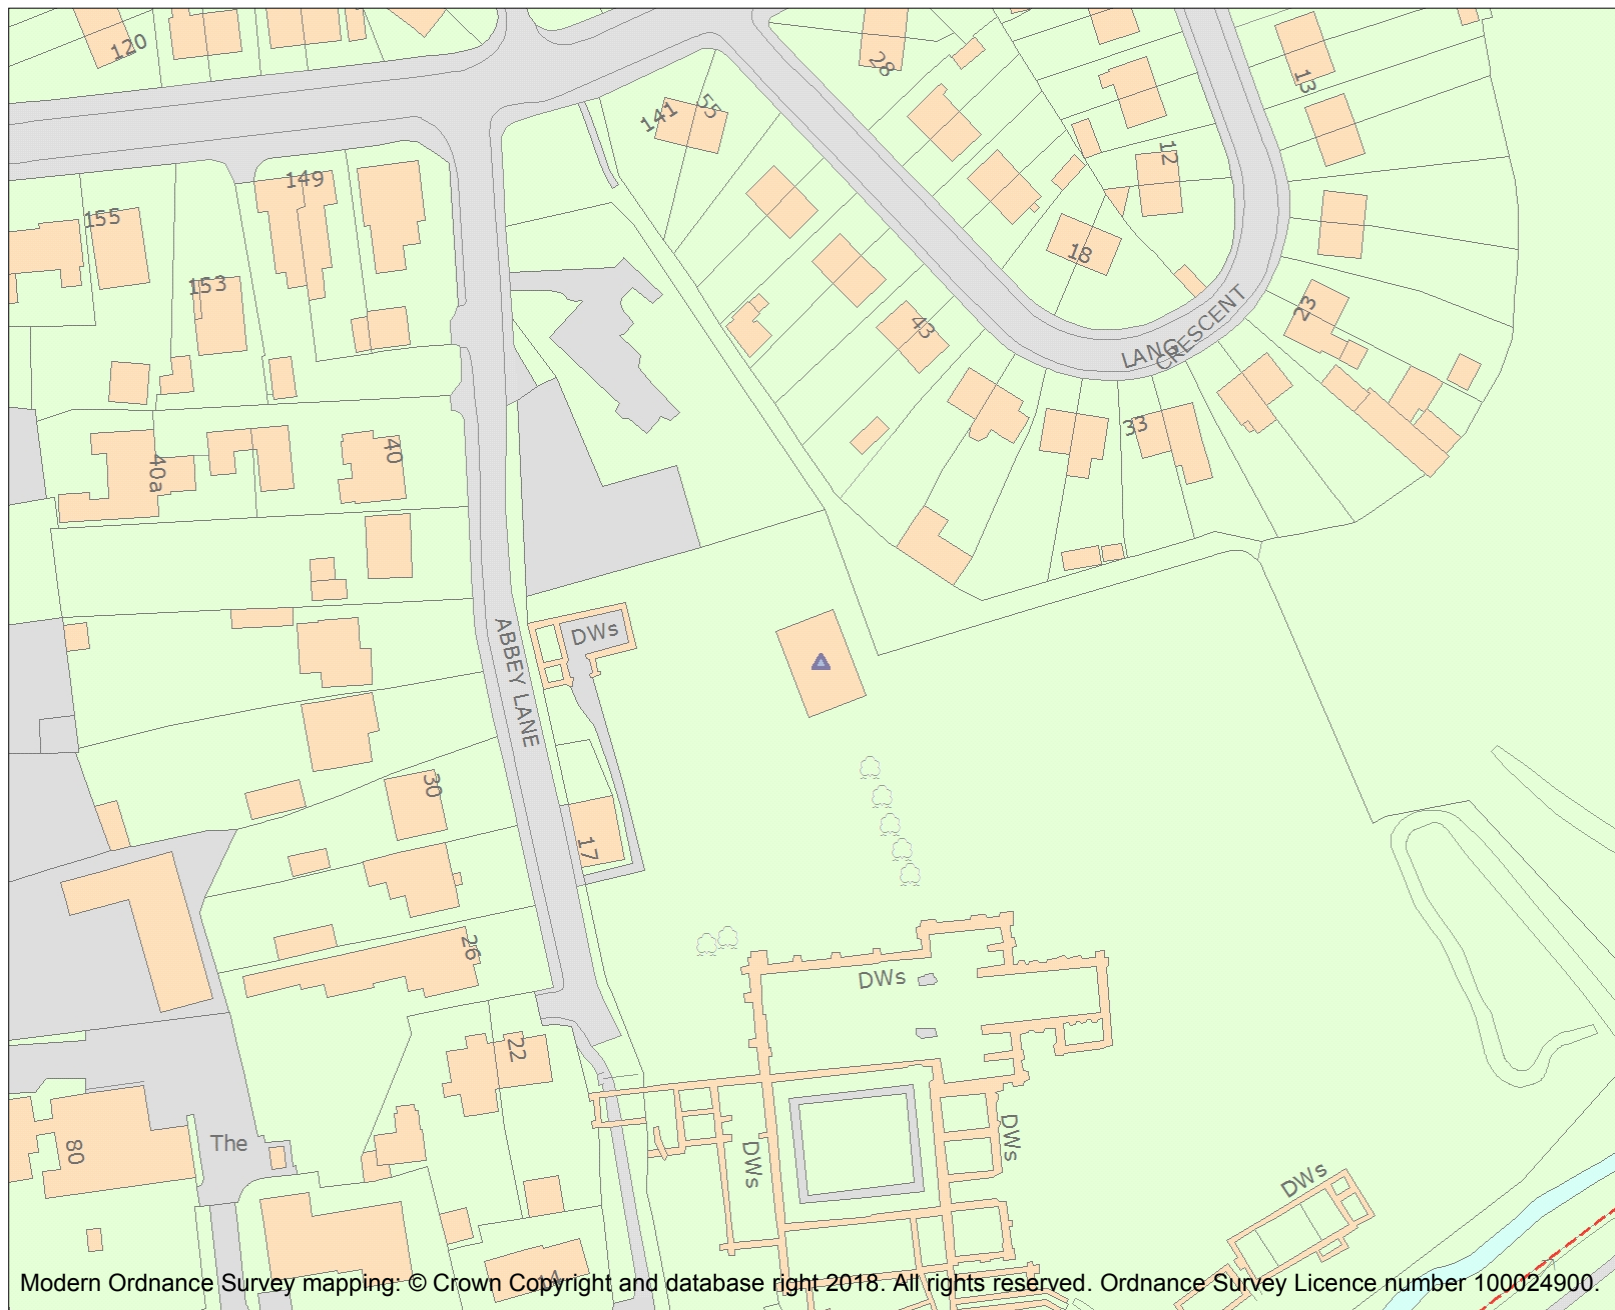 120
28
13
141
55
12
149
155
18
153
23
43
LANG
CRESCENT
33
40
40a
DWs
ABBEY LANE
30
17
26
DWs
22
The
80
DWs
DWs
DWs
14
Modern Ordnance Survey mapping: © Crown Copyright and database right 2018. All rights reserved. Ordnance Survey Licence number 100024900.